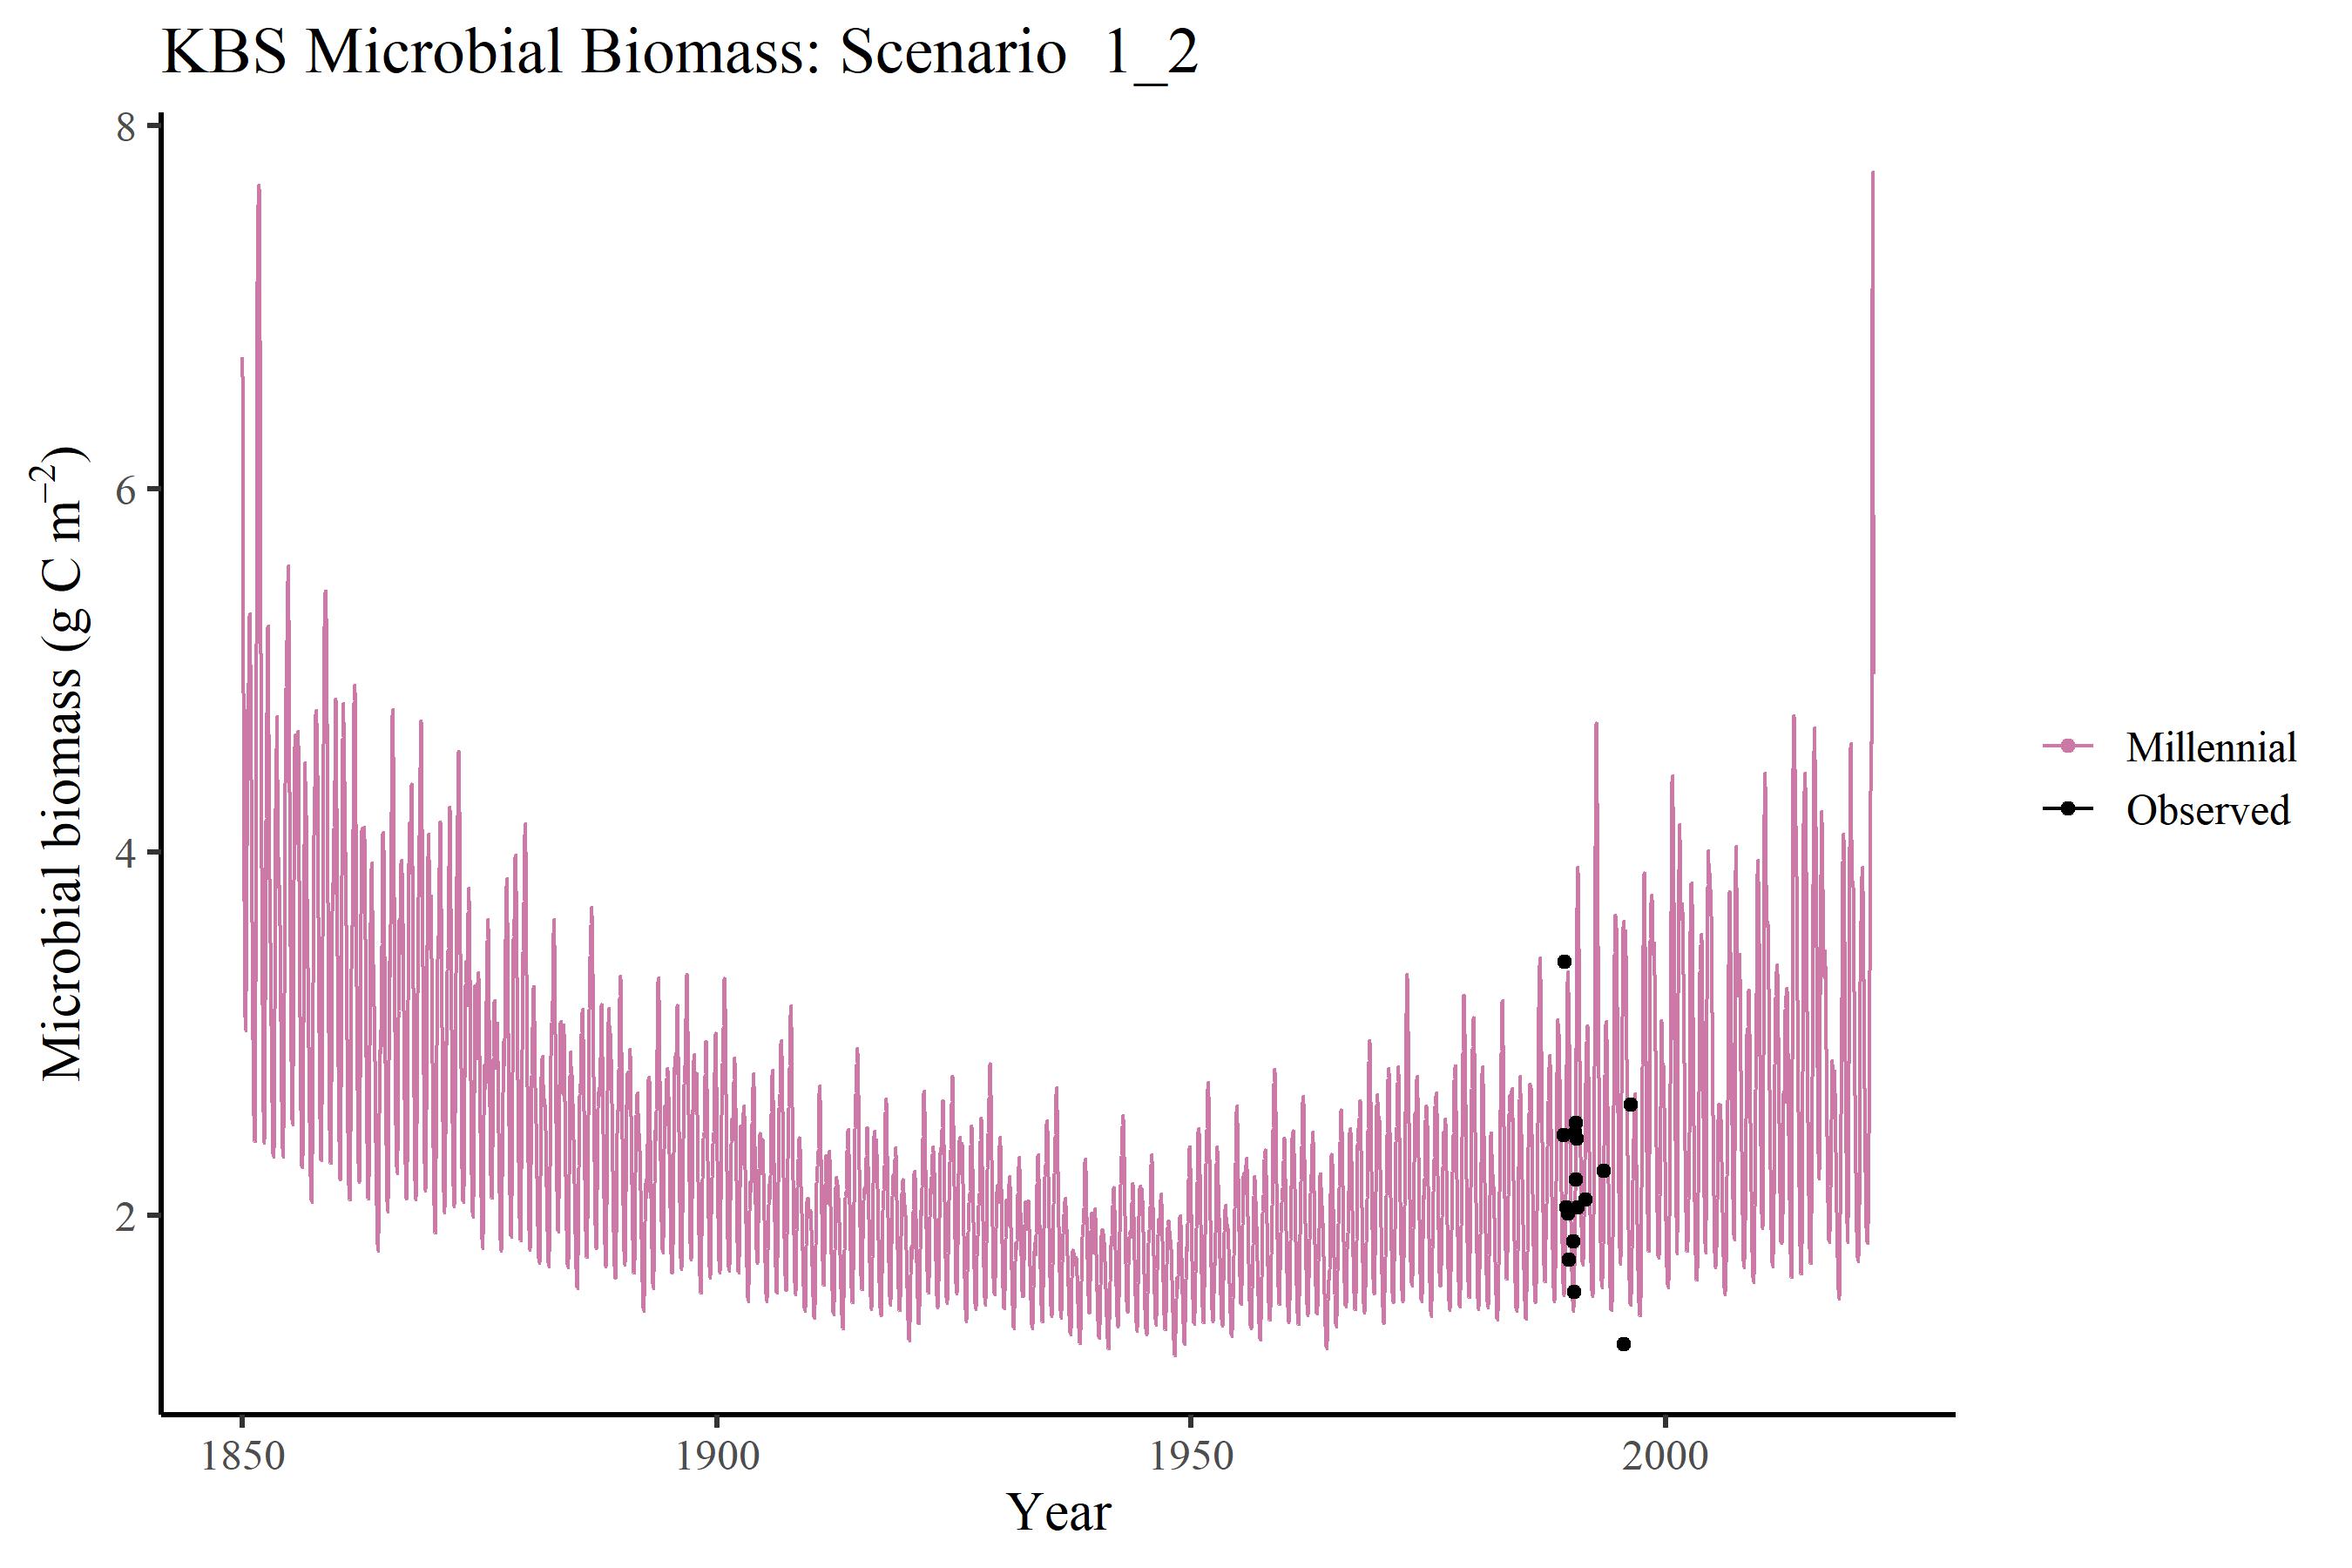 KBS Microbial Biomass: Scenario  1_2
Microbial biomass (g C m⁻²)
8
6
4
2
1850
1900
1950
2000
Year
Millennial
Observed